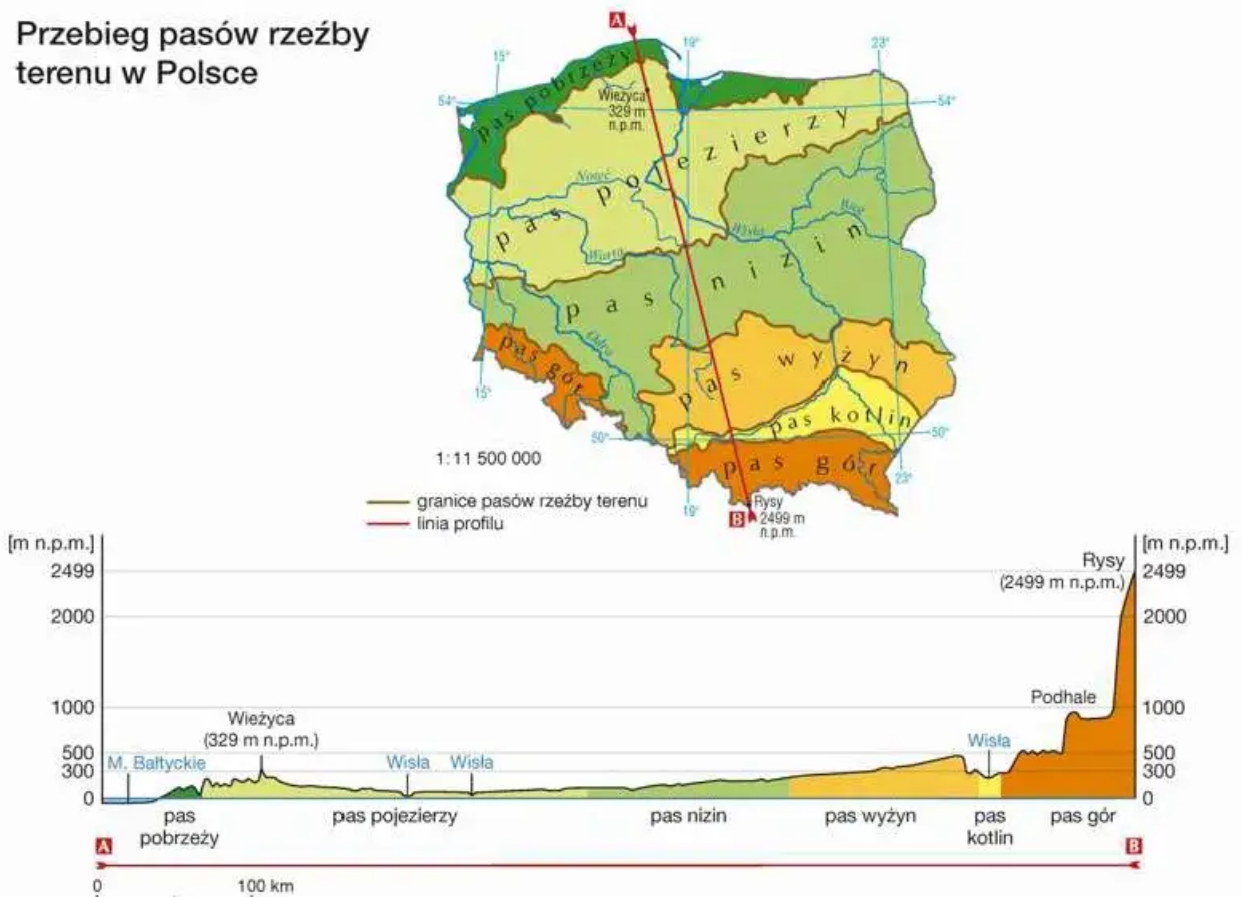 Przebieg pasów rzeźby
terenu w Polsce
A
15°
19°
23°
54°
54°
pas pobrzeży
Wieżyca
329 m
n.p.m.
pas pojezierzy
Noteć
Wisła
Bug
Warta
pas nizin
Odra
pas gór
pas wyżyn
pas kotlin
pas gór
15°
50°
50°
23°
19°
B
Rysy
2499 m
n.p.m.
1:11 500 000
granice pasów rzeźby terenu
linia profilu
[m n.p.m.]
[m n.p.m.]
2499
2000
1000
500
300
0
Rysy
(2499 m n.p.m.)
2499
2000
1000
500
300
0
Podhale
Wieżyca
(329 m n.p.m.)
M. Bałtyckie
Wisła
Wisła
Wisła
pas
pobrzeży
pas pojezierzy
pas nizin
pas wyżyn
pas
kotlin
pas gór
A
B
0
100 km